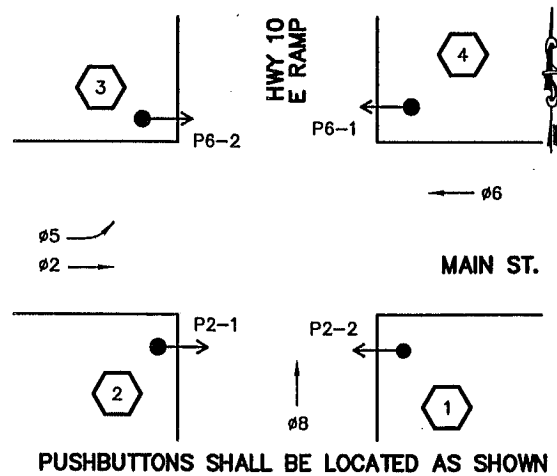 HWY 10
E RAMP
3
4
P6-2
P6-1
ø6
ø5
ø2
MAIN ST.
P2-1
P2-2
2
1
ø8
PUSHBUTTONS SHALL BE LOCATED AS SHOWN